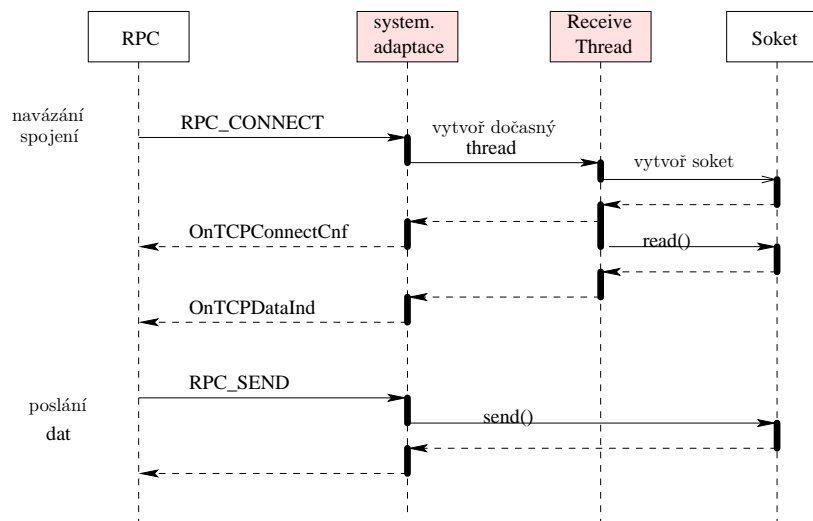 RPC
system.
adaptace
Receive
Thread
Soket
navázání
spojení
RPC_CONNECT
vytvoř dočasný
thread
vytvoř soket
OnTCPConnectCnf
read()
OnTCPDataInd
RPC_SEND
poslání
dat
send()